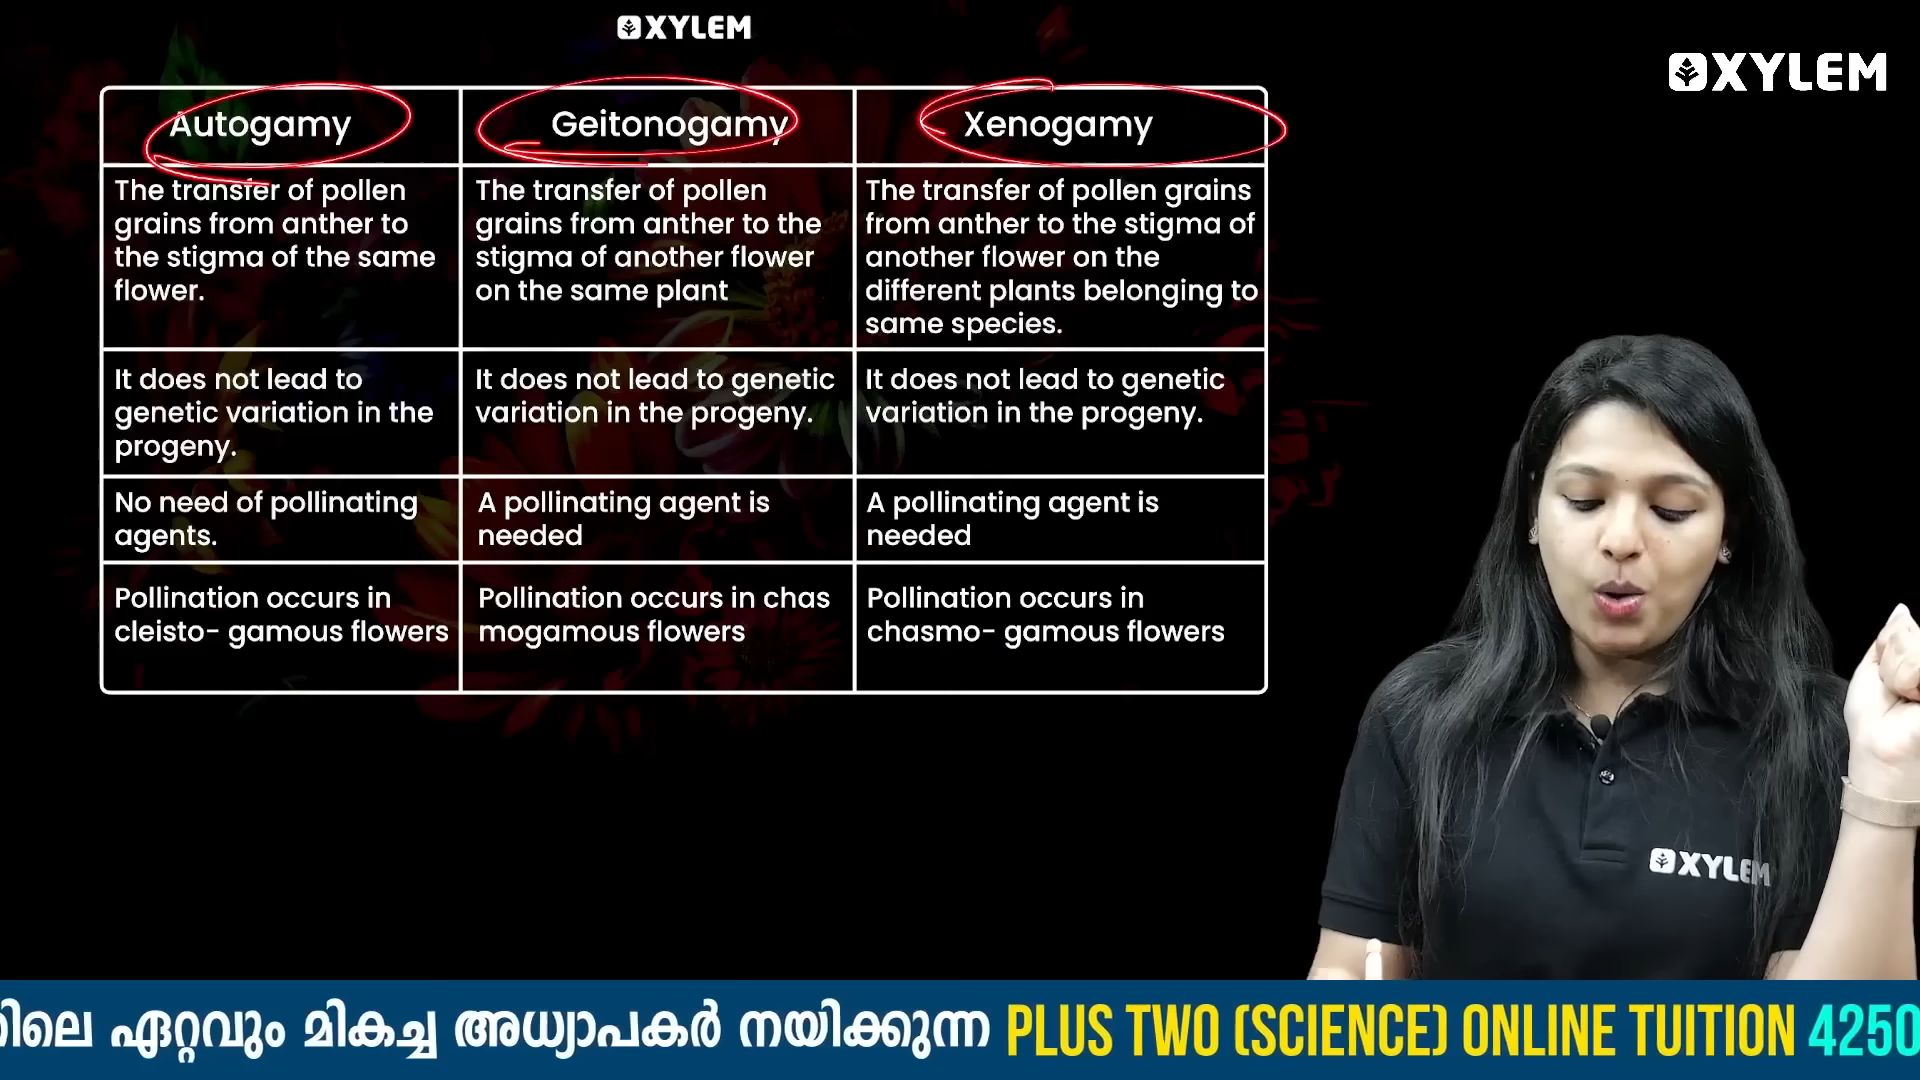 XYLEM
XYLEM
Autogamy
Geitonogamy
Xenogamy
The transfer of pollen
grains from anther to
the stigma of the same
flower.
The transfer of pollen
grains from anther to the
stigma of another flower
on the same plant
The transfer of pollen grains
from anther to the stigma of
another flower on the
different plants belonging to
same species.
It does not lead to
genetic variation in the
progeny.
It does not lead to genetic
variation in the progeny.
It does not lead to genetic
variation in the progeny.
No need of pollinating
agents.
A pollinating agent is
needed
A pollinating agent is
needed
Pollination occurs in
cleisto- gamous flowers
Pollination occurs in chas
mogamous flowers
Pollination occurs in
chasmo- gamous flowers
XYLEM
ഏറ്റവും മികച്ച അധ്യാപകർ നയിക്കുന്ന PLUS TWO (SCIENCE) ONLINE TUITION 4250